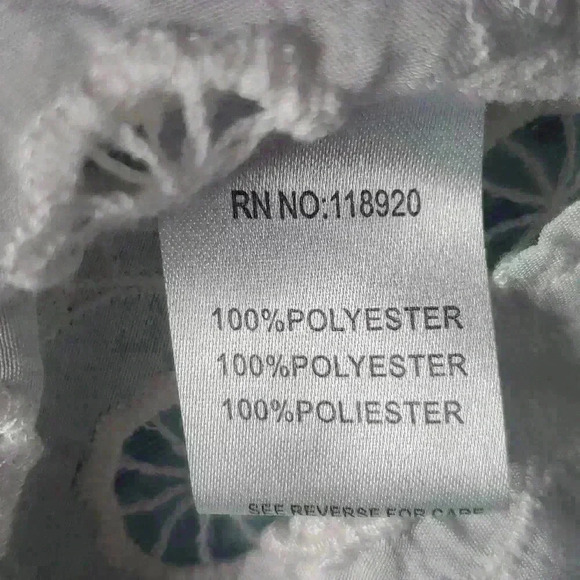 RN NO:118920
100%POLYESTER
100%POLYESTER
100%POLIESTER
SEE REVERSE FOR CARE